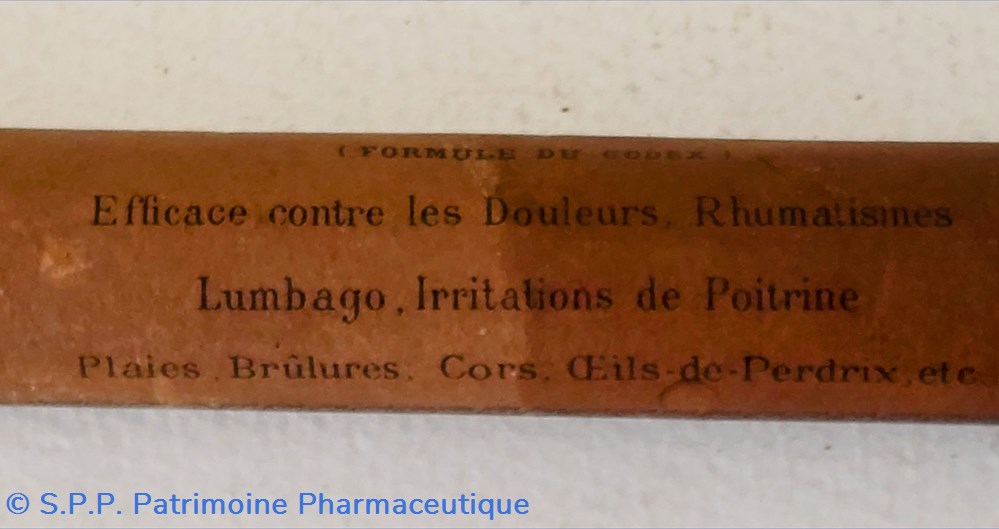 ( FORMULE DU CODEX )
Efficace contre les Douleurs, Rhumatismes
Lumbago, Irritations de Poitrine
Plaies, Brûlures, Cors, Œils-de-Perdrix, etc
© S.P.P. Patrimoine Pharmaceutique